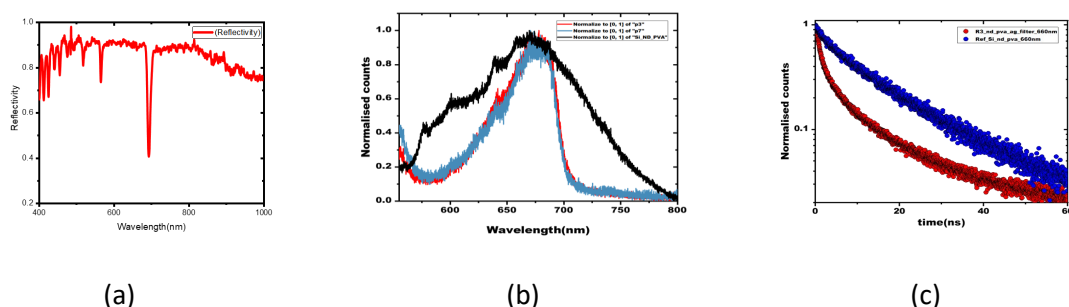 1.0
0.8
0.6
0.4
0.2
400
600
800
1000
Reflectivity
Wavelength(nm)
(Reflectivity)
(a)
1.0
0.8
0.6
0.4
0.2
0.0
600
650
700
750
800
Normalised counts
Wavelength(nm)
Normalize to [0, 1] of "p3"
Normalize to [0, 1] of "p7"
Normalize to [0, 1] of "Si_ND_PVA"
(b)
1
0.1
0
20
40
60
Normalised counts
time(ns)
R3_nd_pva_ag_filter_660nm
Ref_Si_nd_pva_660nm
(c)